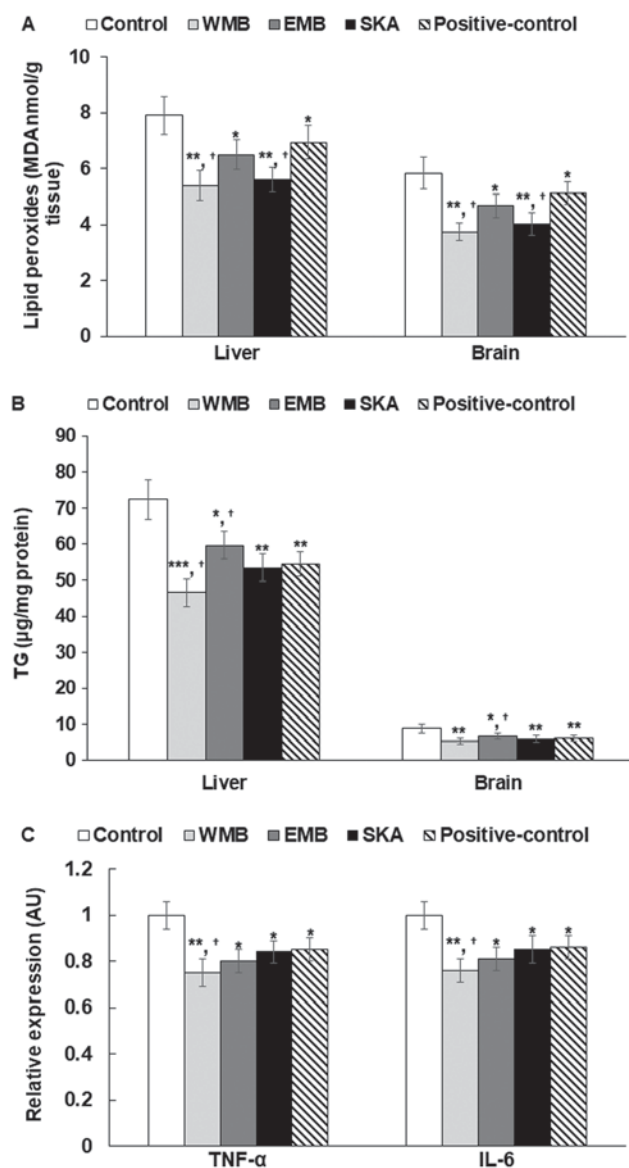 A
Control WMB EMB SKA Positive-control
Lipid peroxides (MDAnmol/g
tissue)
10
8
6
4
2
0
**, †
*
**, †
*
**, †
*
**, †
*
Liver
Brain
B
Control WMB EMB SKA Positive-control
TG (µg/mg protein)
90
80
70
60
50
40
30
20
10
0
***, †
*, †
**
**
**
*, †
**
**
Liver
Brain
C
Control WMB EMB SKA Positive-control
Relative expression (AU)
1.2
1
0.8
0.6
0.4
0.2
0
**, †
*
*
*
**, †
*
*
*
TNF-α
IL-6